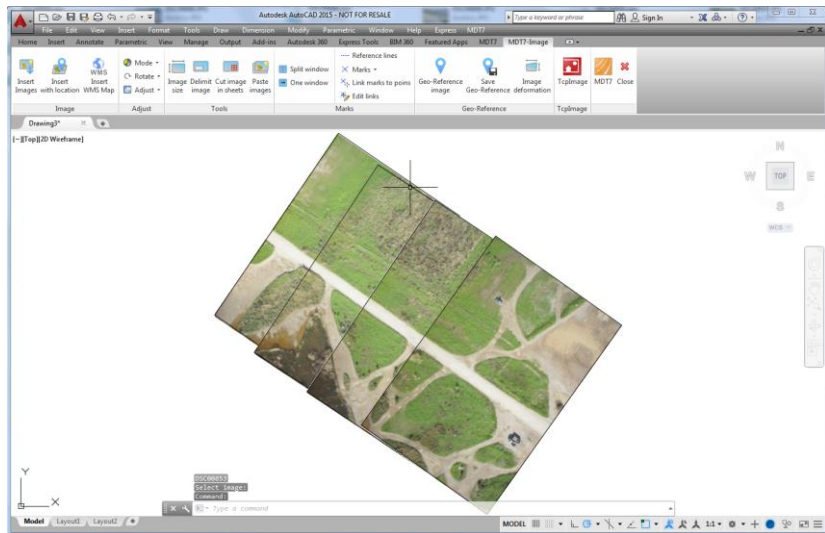 Autodesk AutoCAD 2015 - NOT FOR RESALE
Type a keyword or phrase
Sign In
File Edit View Insert Format Tools Draw Dimension Modify Parametric Window Help Express MDT7
Home Insert Annotate Parametric View Manage Output Add-ins Autodesk 360 Express Tools BIM 360 Featured Apps MDT7 MDT7-Image
Insert Images
Insert with location
WMS
Insert WMS Map
Mode
Rotate
Adjust
Image size
Delimit image
Cut image in sheets
Paste images
Split window
One window
Reference lines
Marks
Link marks to points
Edit links
Geo-Reference image
Save Geo-Reference
Image deformation
TcpImage
MDT7
Close
Image Adjust Tools Marks Geo-Reference TcpImage
Drawing3*
[−][Top][2D Wireframe]
N
W TOP E
S
WCS
Y
X
DSC00853
Select Image:
Command:
Type a command
Model Layout1 Layout2
MODEL
1:1